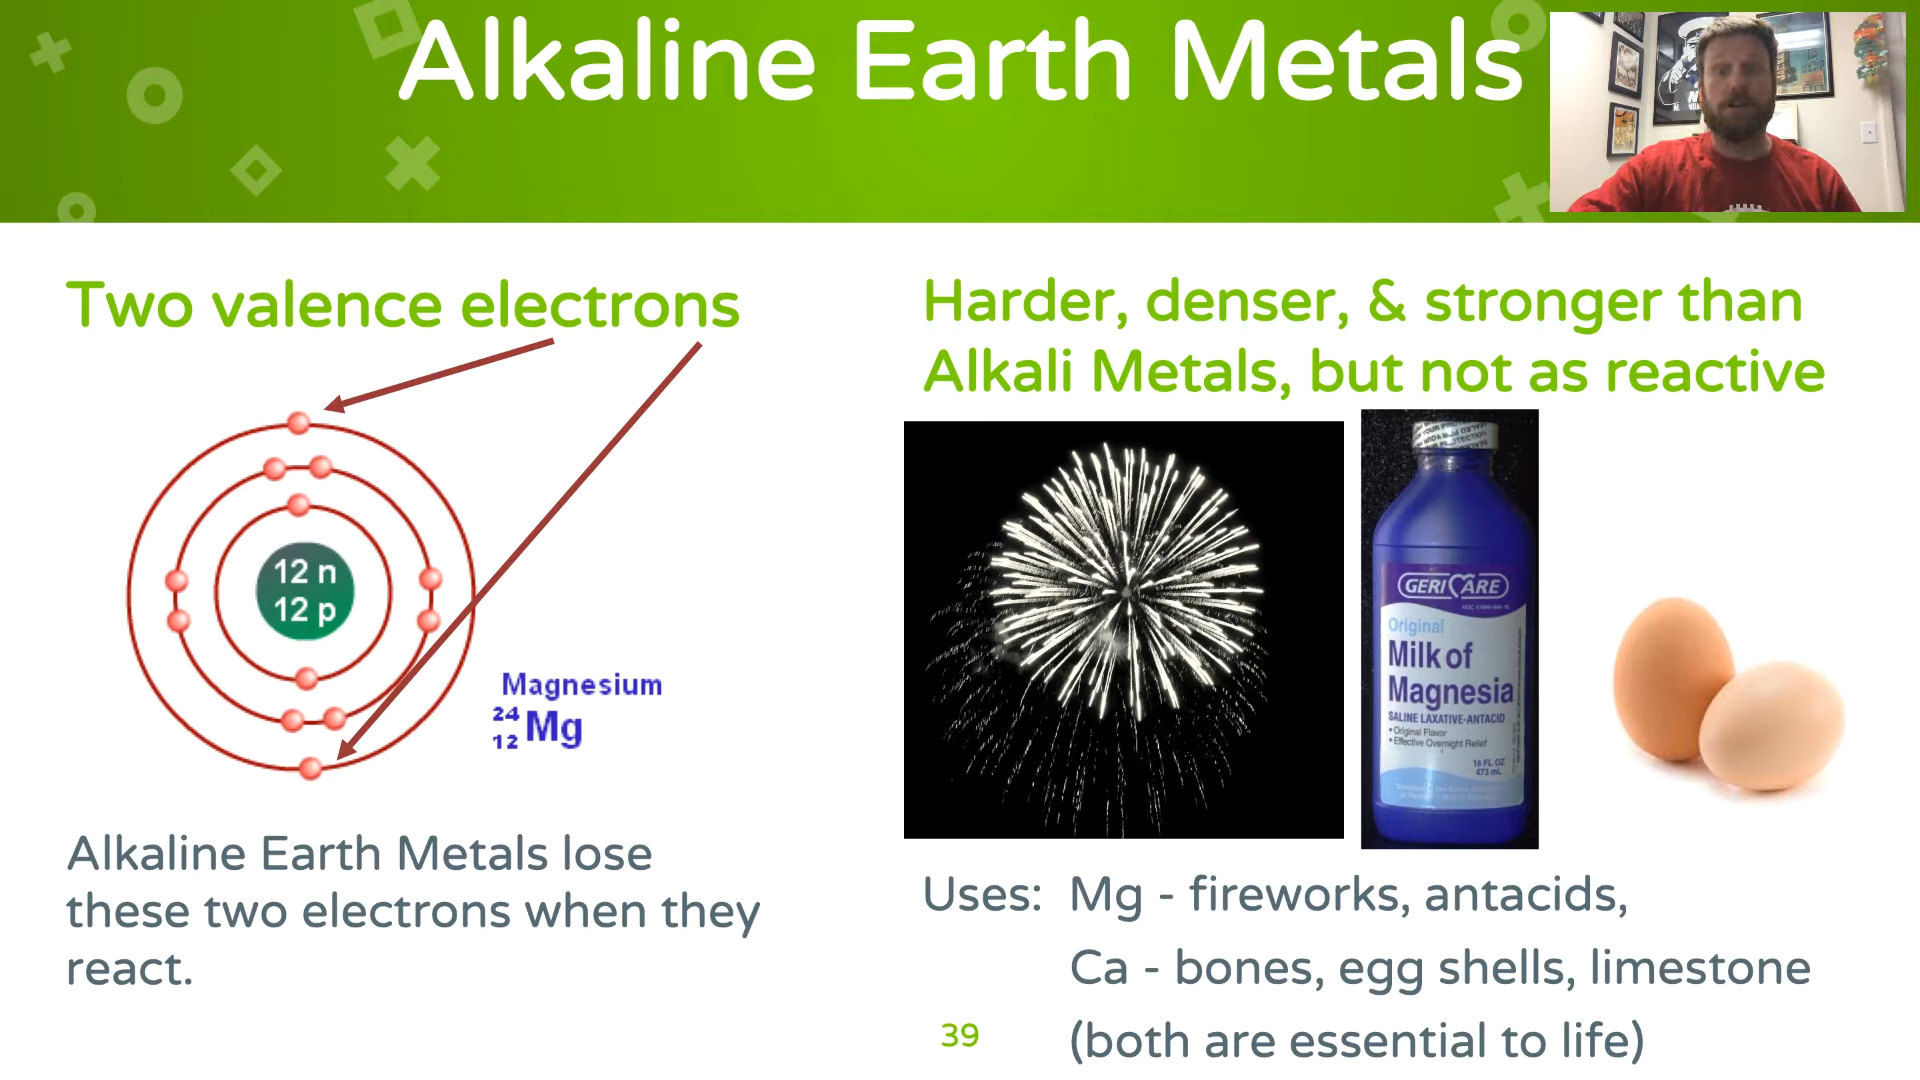 Alkaline Earth Metals
Two valence electrons
12 n
12 p
Magnesium
24
12 Mg
Alkaline Earth Metals lose
these two electrons when they
react.
Harder, denser, & stronger than
Alkali Metals, but not as reactive
GERICARE
Original
Milk of
Magnesia
SALINE LAXATIVE-ANTACID
• Original Flavor
• Effective Overnight Relief
16 FL OZ
473 mL
Uses: Mg - fireworks, antacids,
Ca - bones, egg shells, limestone
(both are essential to life)
39